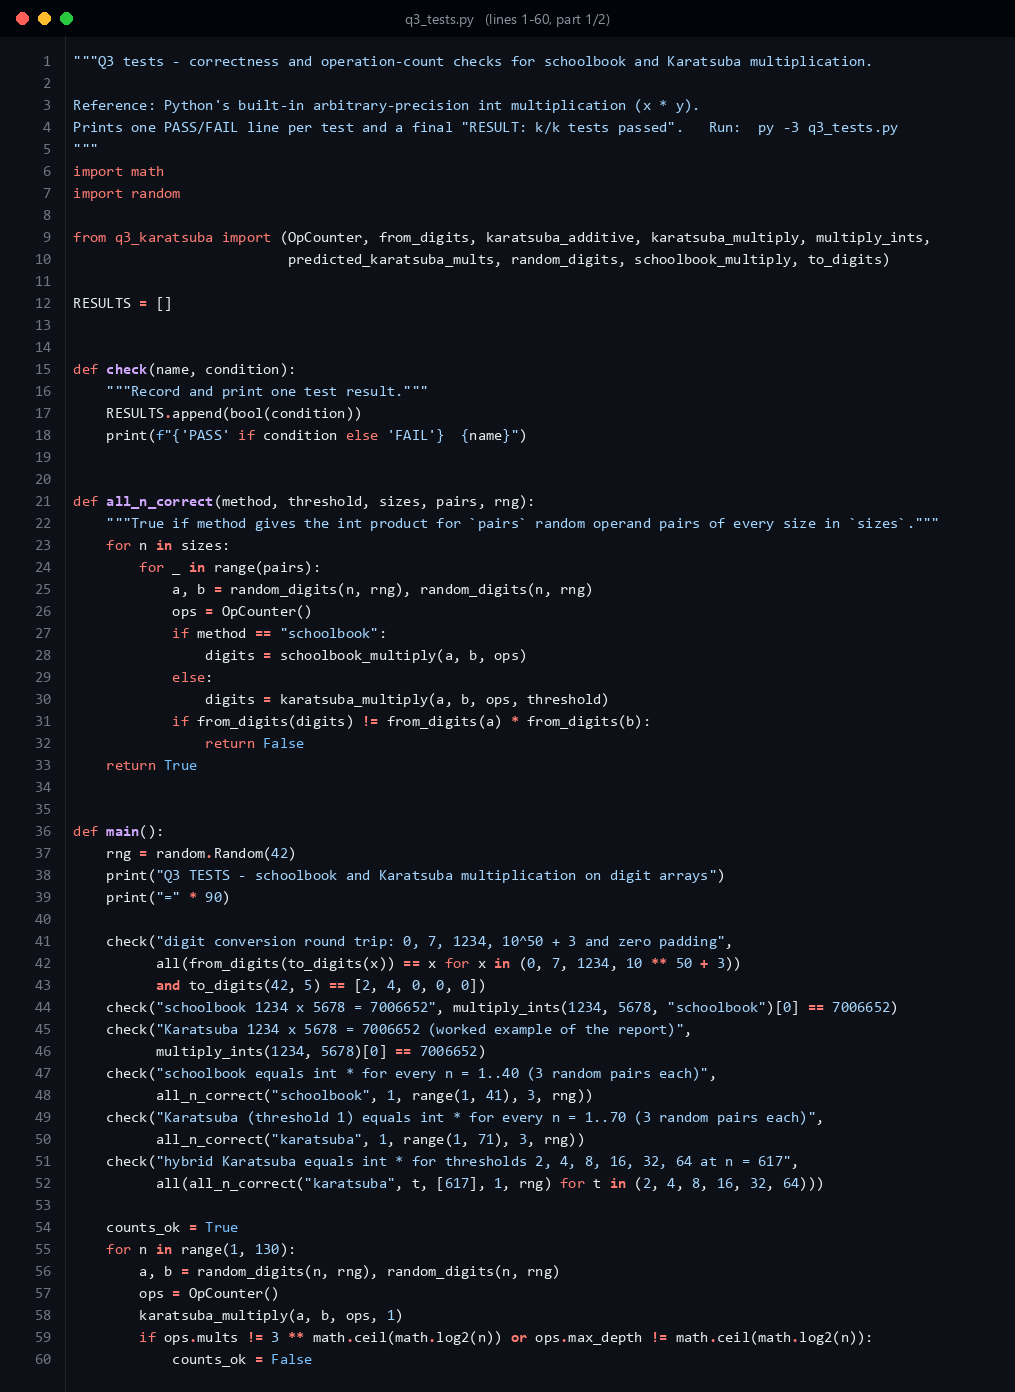 q3_tests.py   (lines 1-60, part 1/2)
1 """Q3 tests - correctness and operation-count checks for schoolbook and Karatsuba multiplication.
2
3 Reference: Python's built-in arbitrary-precision int multiplication (x * y).
4 Prints one PASS/FAIL line per test and a final "RESULT: k/k tests passed".   Run:  py -3 q3_tests.py
5 """
6 import math
7 import random
8
9 from q3_karatsuba import (OpCounter, from_digits, karatsuba_additive, karatsuba_multiply, multiply_ints,
10                           predicted_karatsuba_mults, random_digits, schoolbook_multiply, to_digits)
11
12 RESULTS = []
13
14
15 def check(name, condition):
16     """Record and print one test result."""
17     RESULTS.append(bool(condition))
18     print(f"{'PASS' if condition else 'FAIL'}  {name}")
19
20
21 def all_n_correct(method, threshold, sizes, pairs, rng):
22     """True if method gives the int product for `pairs` random operand pairs of every size in `sizes`."""
23     for n in sizes:
24         for _ in range(pairs):
25             a, b = random_digits(n, rng), random_digits(n, rng)
26             ops = OpCounter()
27             if method == "schoolbook":
28                 digits = schoolbook_multiply(a, b, ops)
29             else:
30                 digits = karatsuba_multiply(a, b, ops, threshold)
31             if from_digits(digits) != from_digits(a) * from_digits(b):
32                 return False
33     return True
34
35
36 def main():
37     rng = random.Random(42)
38     print("Q3 TESTS - schoolbook and Karatsuba multiplication on digit arrays")
39     print("=" * 90)
40
41     check("digit conversion round trip: 0, 7, 1234, 10^50 + 3 and zero padding",
42           all(from_digits(to_digits(x)) == x for x in (0, 7, 1234, 10 ** 50 + 3))
43           and to_digits(42, 5) == [2, 4, 0, 0, 0])
44     check("schoolbook 1234 x 5678 = 7006652", multiply_ints(1234, 5678, "schoolbook")[0] == 7006652)
45     check("Karatsuba 1234 x 5678 = 7006652 (worked example of the report)",
46           multiply_ints(1234, 5678)[0] == 7006652)
47     check("schoolbook equals int * for every n = 1..40 (3 random pairs each)",
48           all_n_correct("schoolbook", 1, range(1, 41), 3, rng))
49     check("Karatsuba (threshold 1) equals int * for every n = 1..70 (3 random pairs each)",
50           all_n_correct("karatsuba", 1, range(1, 71), 3, rng))
51     check("hybrid Karatsuba equals int * for thresholds 2, 4, 8, 16, 32, 64 at n = 617",
52           all(all_n_correct("karatsuba", t, [617], 1, rng) for t in (2, 4, 8, 16, 32, 64)))
53
54     counts_ok = True
55     for n in range(1, 130):
56         a, b = random_digits(n, rng), random_digits(n, rng)
57         ops = OpCounter()
58         karatsuba_multiply(a, b, ops, 1)
59         if ops.mults != 3 ** math.ceil(math.log2(n)) or ops.max_depth != math.ceil(math.log2(n)):
60             counts_ok = False